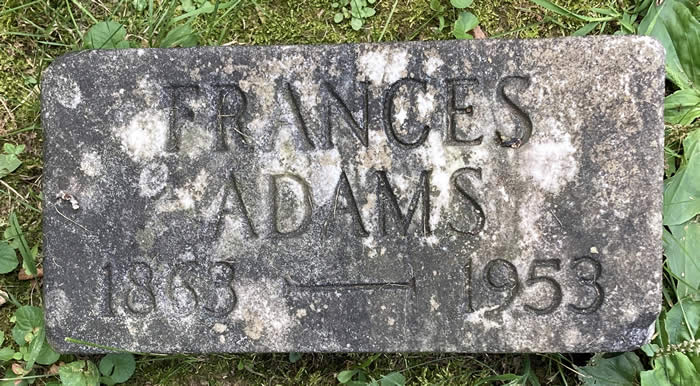 FRANCES
ADAMS
1863 — 1953